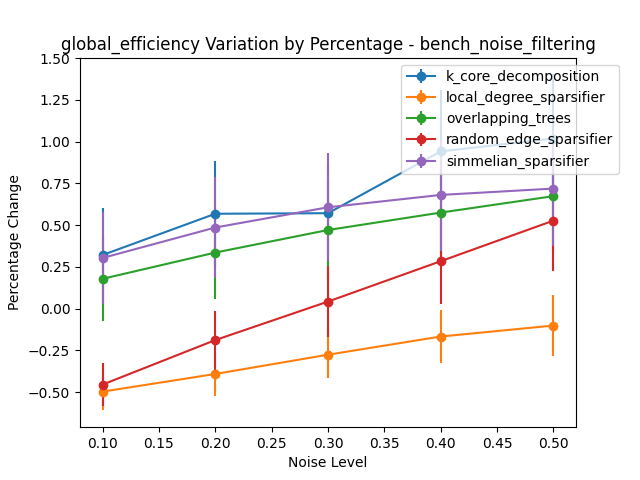 global_efficiency Variation by Percentage - bench_noise_filtering
1.50
1.25
1.00
0.75
0.50
0.25
0.00
−0.25
−0.50
Percentage Change
k_core_decomposition
local_degree_sparsifier
overlapping_trees
random_edge_sparsifier
simmelian_sparsifier
0.10 0.15 0.20 0.25 0.30 0.35 0.40 0.45 0.50
Noise Level